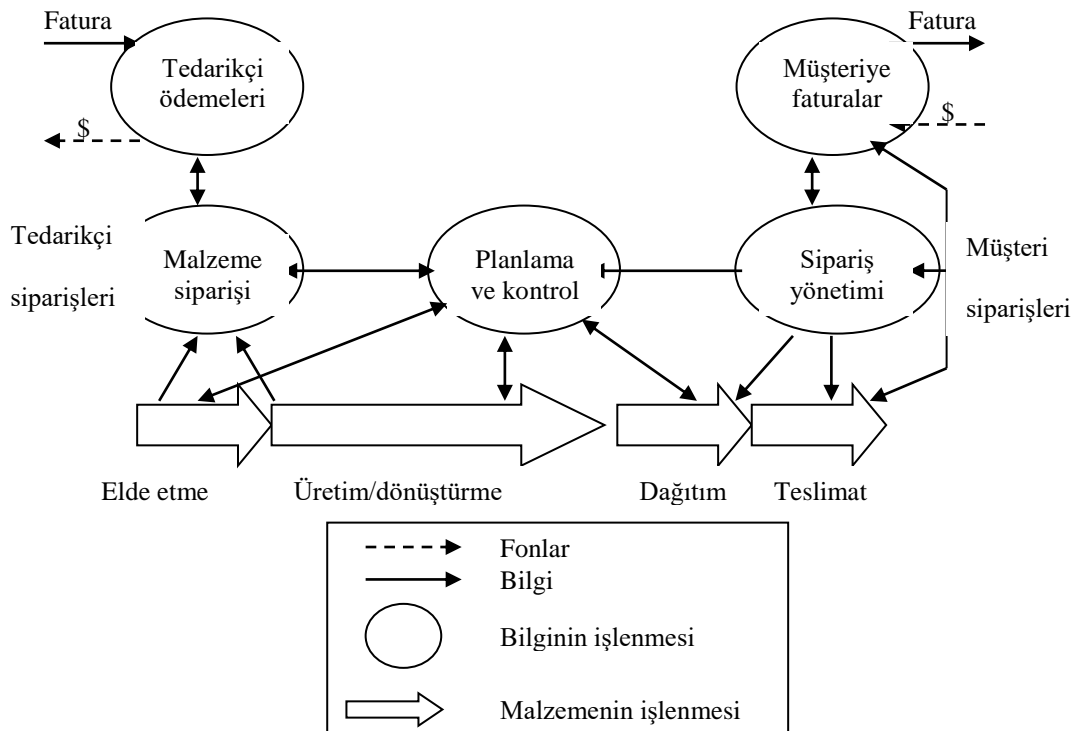 Fatura
Fatura
Tedarikçi
ödemeleri
Müşteriye
faturalar
$
$
Tedarikçi
siparişleri
Malzeme
siparişi
Planlama
ve kontrol
Sipariş
yönetimi
Müşteri
siparişleri
Elde etme
Üretim/dönüştürme
Dağıtım
Teslimat
Fonlar
Bilgi
Bilginin işlenmesi
Malzemenin işlenmesi